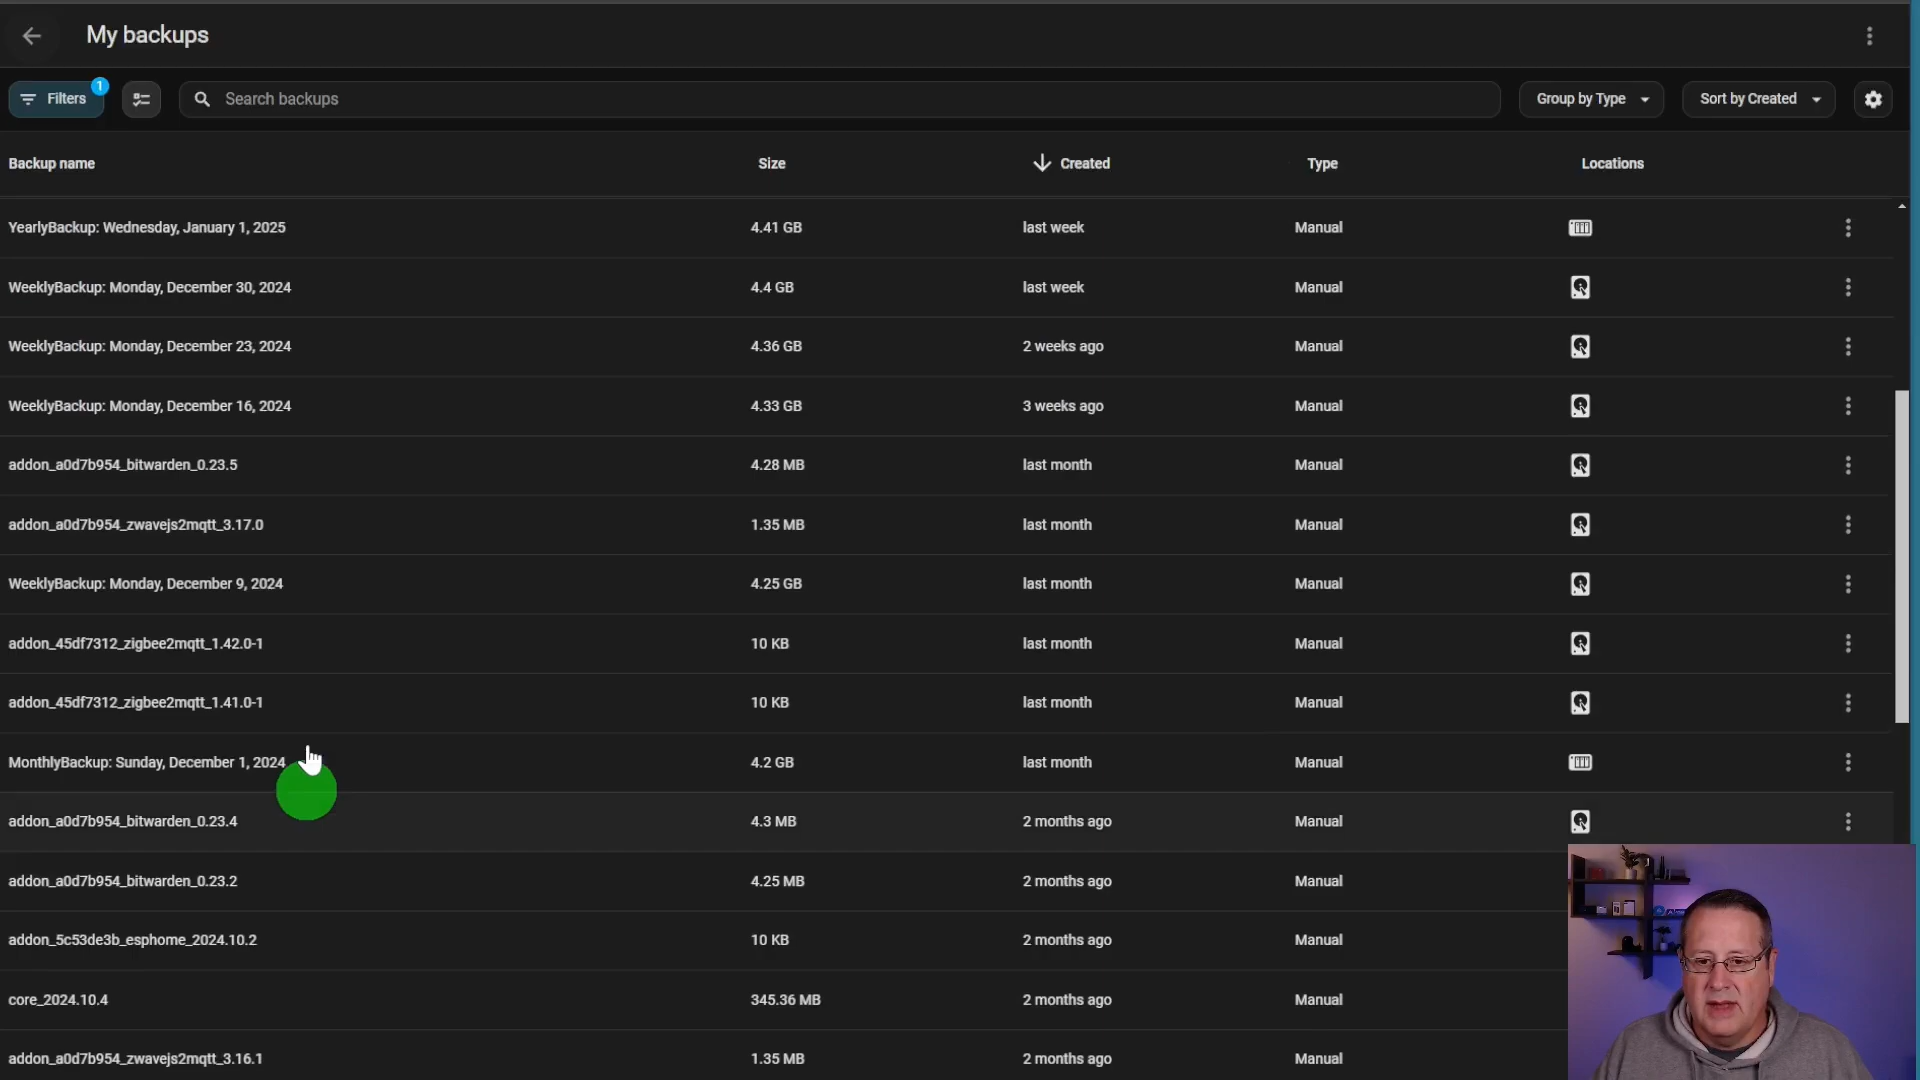 My backups
Filters 1 Search backups Group by Type Sort by Created
Backup name Size Created Type Locations
YearlyBackup: Wednesday, January 1, 2025 4.41 GB last week Manual
WeeklyBackup: Monday, December 30, 2024 4.4 GB last week Manual
WeeklyBackup: Monday, December 23, 2024 4.36 GB 2 weeks ago Manual
WeeklyBackup: Monday, December 16, 2024 4.33 GB 3 weeks ago Manual
addon_a0d7b954_bitwarden_0.23.5 4.28 MB last month Manual
addon_a0d7b954_zwavejs2mqtt_3.17.0 1.35 MB last month Manual
WeeklyBackup: Monday, December 9, 2024 4.25 GB last month Manual
addon_45df7312_zigbee2mqtt_1.42.0-1 10 KB last month Manual
addon_45df7312_zigbee2mqtt_1.41.0-1 10 KB last month Manual
MonthlyBackup: Sunday, December 1, 2024 4.2 GB last month Manual
addon_a0d7b954_bitwarden_0.23.4 4.3 MB 2 months ago Manual
addon_a0d7b954_bitwarden_0.23.2 4.25 MB 2 months ago Manual
addon_5c53de3b_esphome_2024.10.2 10 KB 2 months ago Manual
core_2024.10.4 345.36 MB 2 months ago Manual
addon_a0d7b954_zwavejs2mqtt_3.16.1 1.35 MB 2 months ago Manual